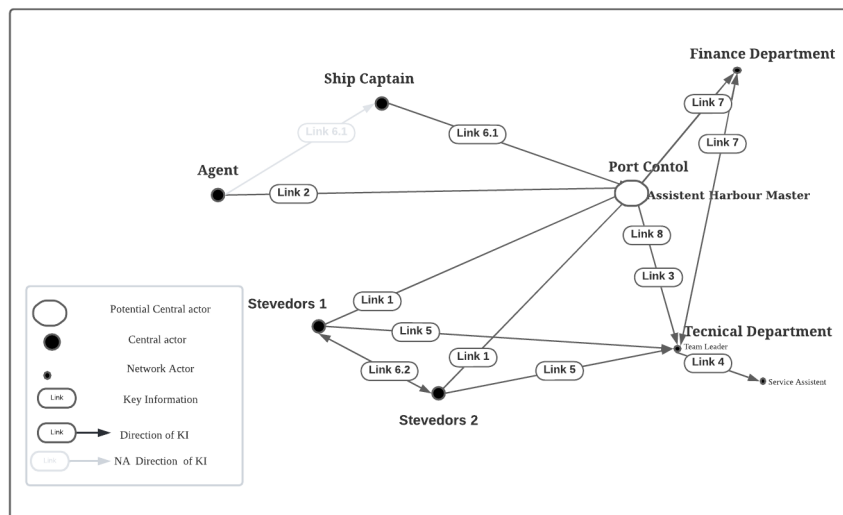 Finance Department
Ship Captain
Link 7
Link 6.1
Link 6.1
Link 7
Agent
Port Contol
Link 2
Assistent Harbour Master
Link 8
Link 3
Stevedors 1
Link 1
Link 5
Tecnical Department
Team Leader
Link 1
Link 4
Link 6.2
Link 5
Service Assistent
Stevedors 2
Potential Central actor
Central actor
Network Actor
Link
Key Information
Link
Direction of KI
Link
NA Direction of KI